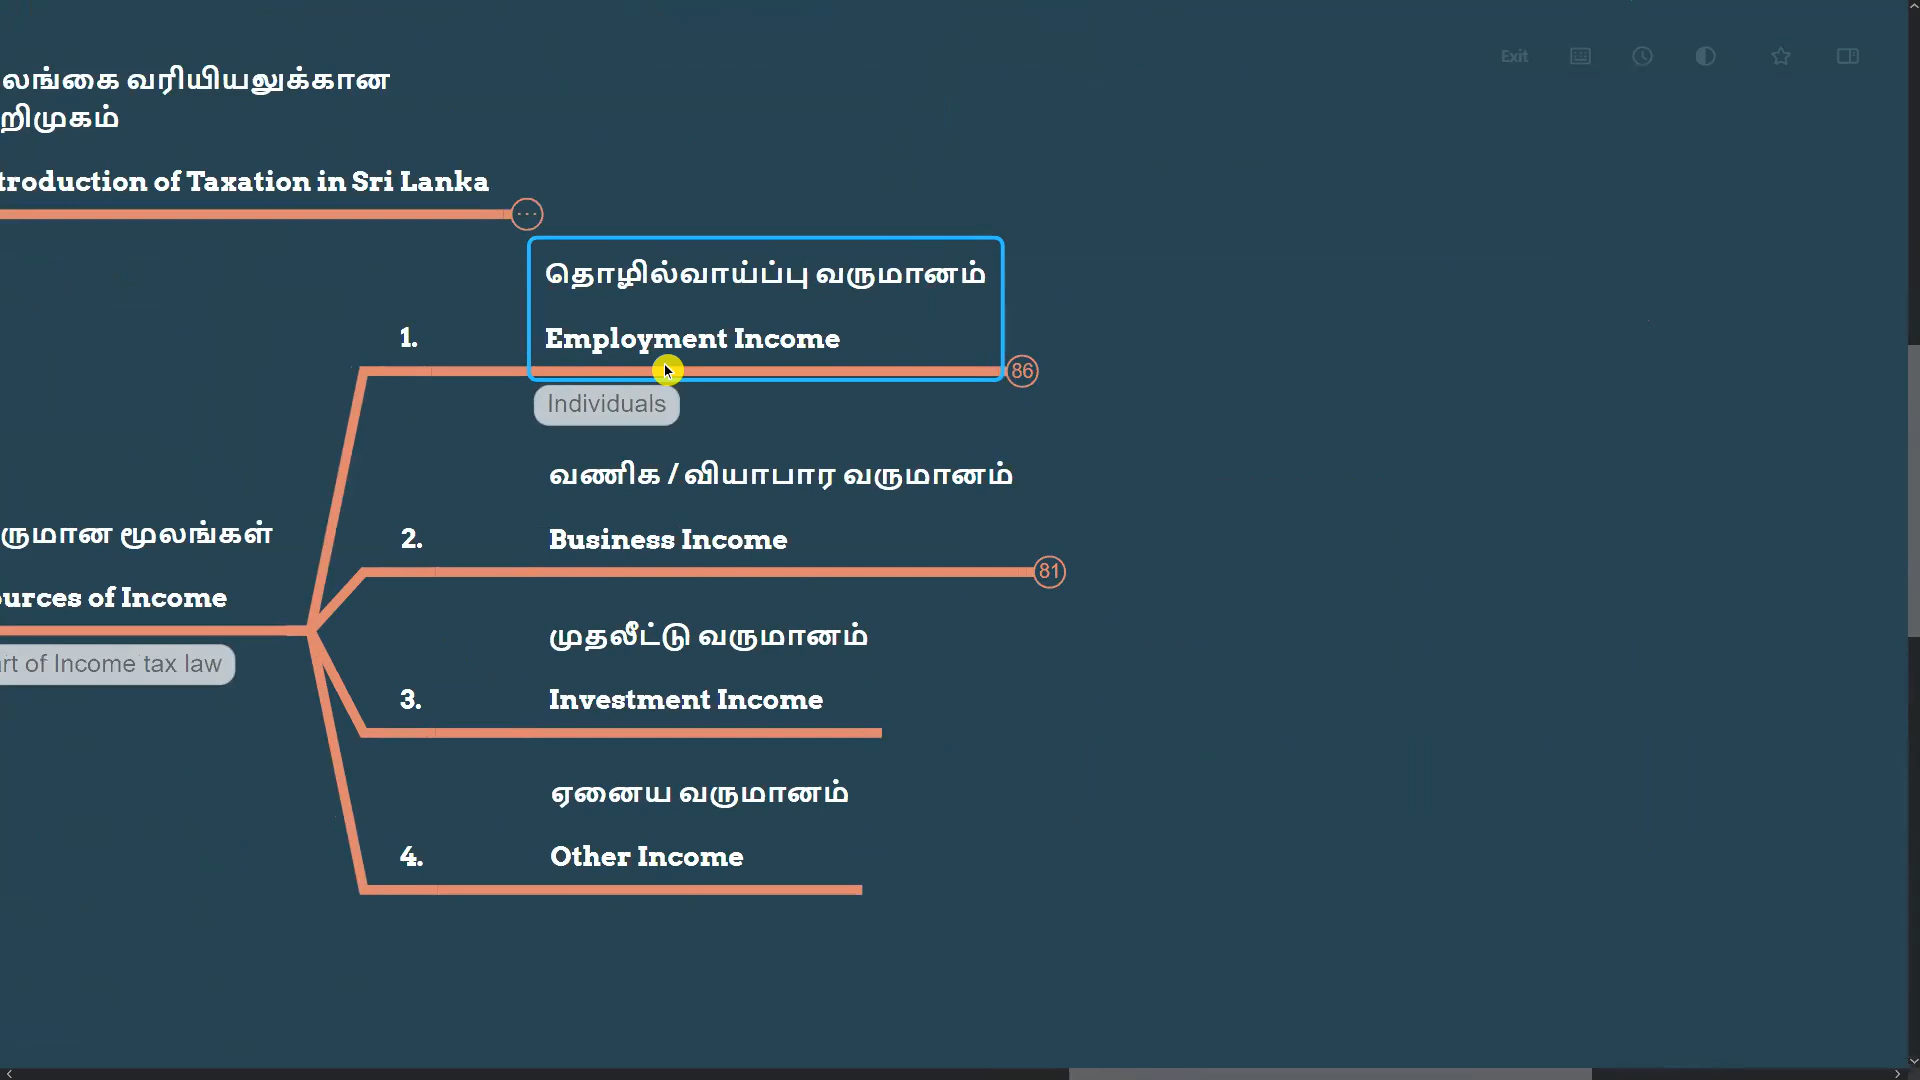 Exit
லங்கை வரியியலுக்கான
றிமுகம்
troduction of Taxation in Sri Lanka
தொழில்வாய்ப்பு வருமானம்
1. Employment Income
86
Individuals
வணிக / வியாபார வருமானம்
2. Business Income
81
ருமான மூலங்கள்
ources of Income
art of Income tax law
முதலீட்டு வருமானம்
3. Investment Income
ஏனைய வருமானம்
4. Other Income